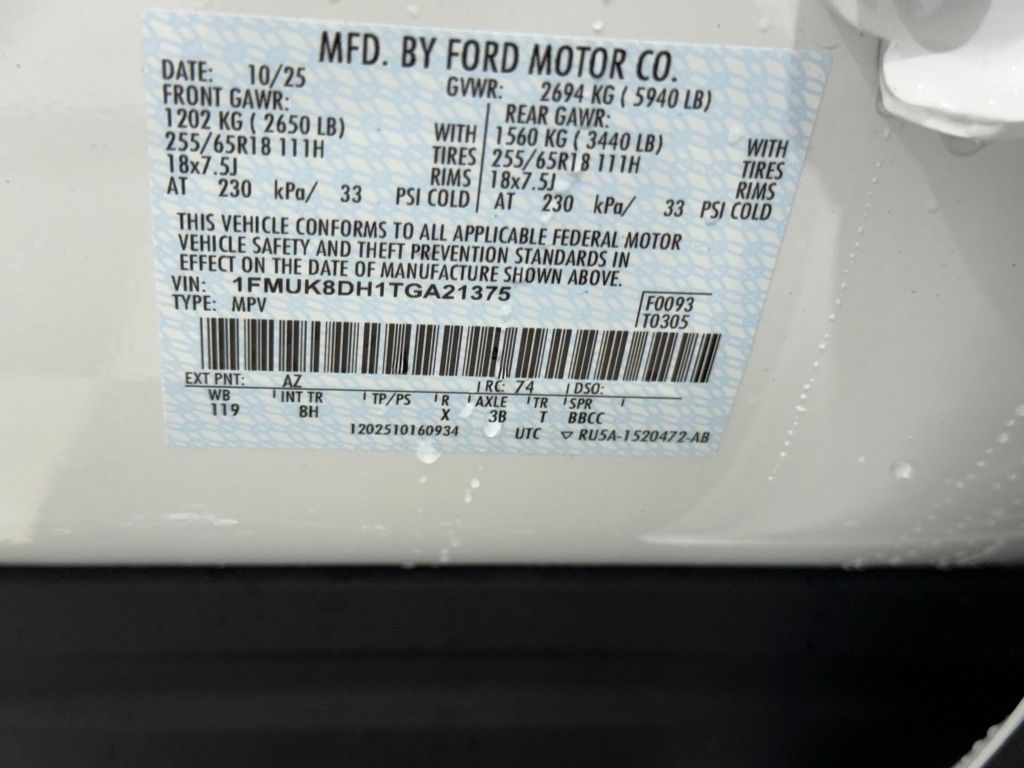 MFD. BY FORD MOTOR CO.
DATE: 10/25 GVWR: 2694 KG ( 5940 LB)
FRONT GAWR: REAR GAWR:
1202 KG ( 2650 LB) WITH 1560 KG ( 3440 LB) WITH
255/65R18 111H TIRES 255/65R18 111H TIRES
18x7.5J RIMS 18x7.5J RIMS
AT 230 kPa/ 33 PSI COLD AT 230 kPa/ 33 PSI COLD
THIS VEHICLE CONFORMS TO ALL APPLICABLE FEDERAL MOTOR
VEHICLE SAFETY AND THEFT PREVENTION STANDARDS IN
EFFECT ON THE DATE OF MANUFACTURE SHOWN ABOVE.
VIN: 1FMUK8DH1TGA21375 F0093
TYPE: MPV T0305
EXT PNT: AZ RC: 74 DSO:
WB INT TR TP/PS R AXLE TR SPR
119 8H X 3B T BBCC
1202510160934 UTC ▽ RU5A-1520472-AB